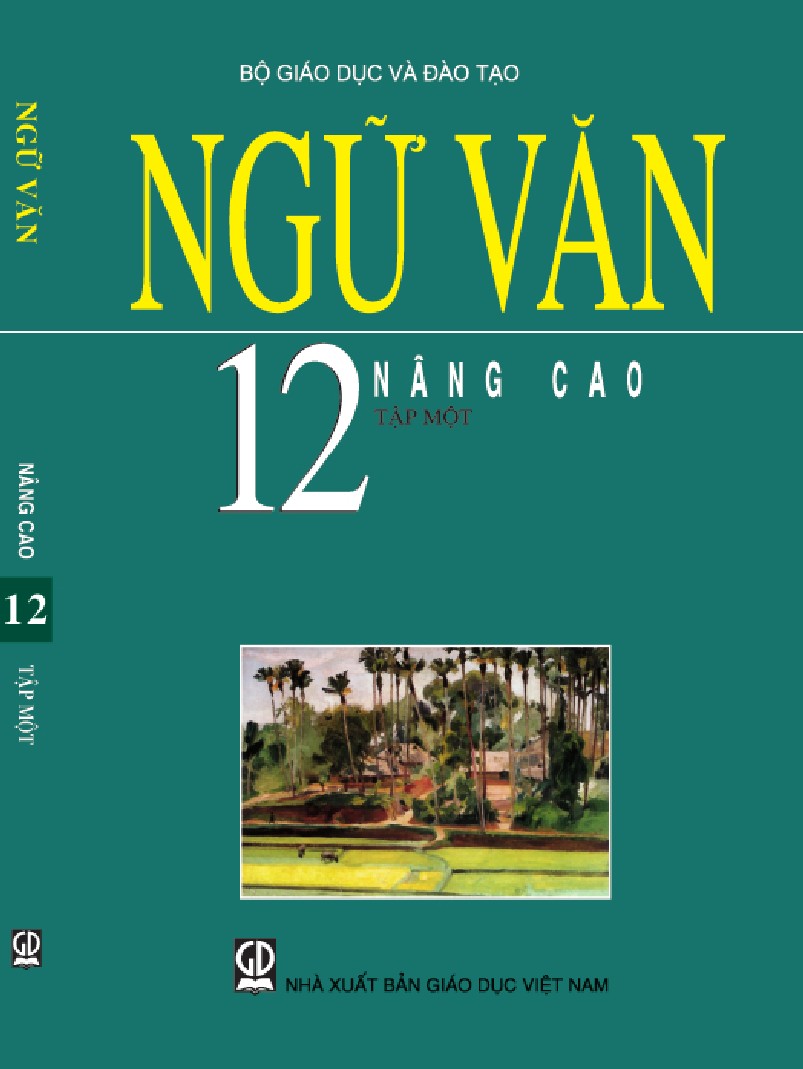 BỘ GIÁO DỤC VÀ ĐÀO TẠO
NGỮ VĂN
12 NÂNG CAO
TẬP MỘT
GD
NHÀ XUẤT BẢN GIÁO DỤC VIỆT NAM
NGỮ VĂN
NÂNG CAO
12
TẬP MỘT
GD